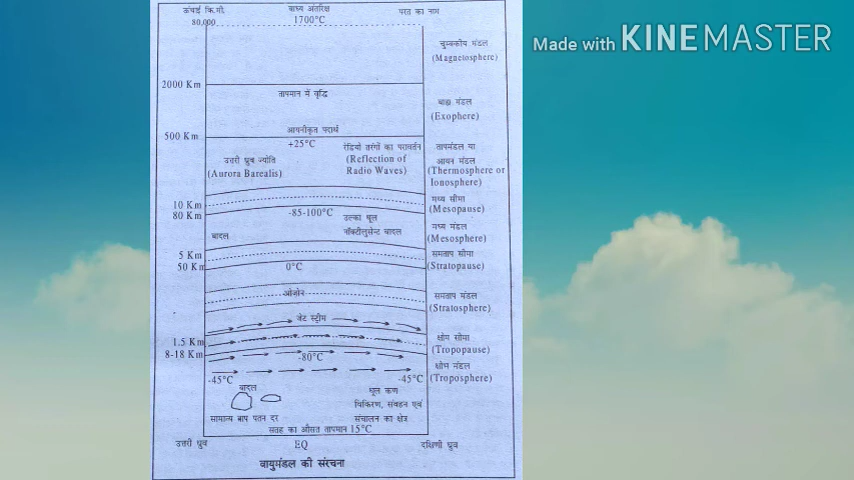 ऊंचाई कि.मी. बाह्य अंतरिक्ष परत का नाम
80,000 1700°C
चुम्बकीय मंडल
(Magnetosphere)
2000 Km
तापमान में वृद्धि
बाह्य मंडल
(Exophere)
आयनीकृत पदार्थ
500 Km
+25°C रेडियो तरंगों का परावर्तन तापमंडल या
उत्तरी ध्रुव ज्योति (Reflection of आयन मंडल
(Aurora Barealis) Radio Waves) (Thermosphere or
Ionosphere)
10 Km मध्य सीमा
80 Km -85-100°C (Mesopause)
उल्का धूल
बादल नॉक्टीलुसेन्ट बादल मध्य मंडल
(Mesosphere)
5 Km समताप सीमा
50 Km 0°C (Stratopause)
ओज़ोन समताप मंडल
(Stratosphere)
जेट स्ट्रीम
1.5 Km क्षोभ सीमा
8-18 Km -80°C (Tropopause)
क्षोभ मंडल
-45°C -45°C (Troposphere)
बादल धूल कण
विकिरण, संवहन एवं
सामान्य ताप पतन दर संचालन का क्षेत्र
सतह का औसत तापमान 15°C
उत्तरी ध्रुव EQ दक्षिणी ध्रुव
वायुमंडल की संरचना
Made with KINEMASTER